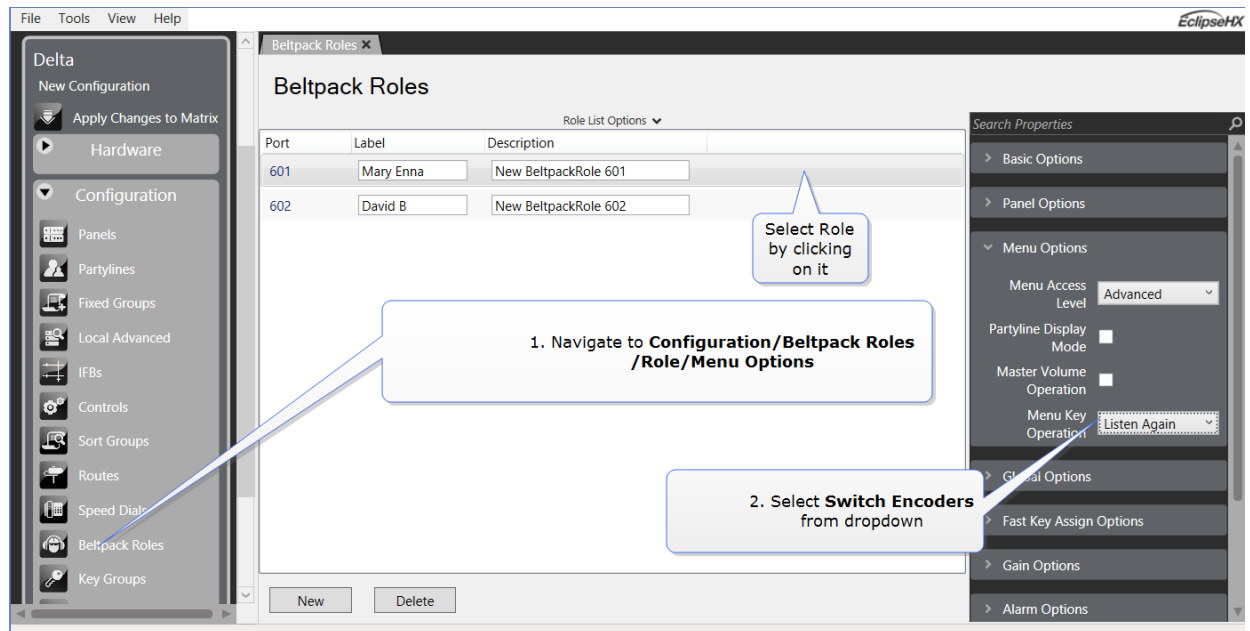 File Tools View Help
EclipseHX
Delta
New Configuration
Apply Changes to Matrix
Hardware
Configuration
Panels
Partylines
Fixed Groups
Local Advanced
IFBs
Controls
Sort Groups
Routes
Speed Dials
Beltpack Roles
Key Groups
Beltpack Roles ×
Beltpack Roles
Role List Options
Port Label Description
601 Mary Enna New BeltpackRole 601
602 David B New BeltpackRole 602
Select Role
by clicking
on it
1. Navigate to Configuration/Beltpack Roles
/Role/Menu Options
2. Select Switch Encoders
from dropdown
New Delete
Search Properties
Basic Options
Panel Options
Menu Options
Menu Access
Level
Advanced
Partyline Display
Mode
Master Volume
Operation
Menu Key
Operation
Listen Again
Global Options
Fast Key Assign Options
Gain Options
Alarm Options